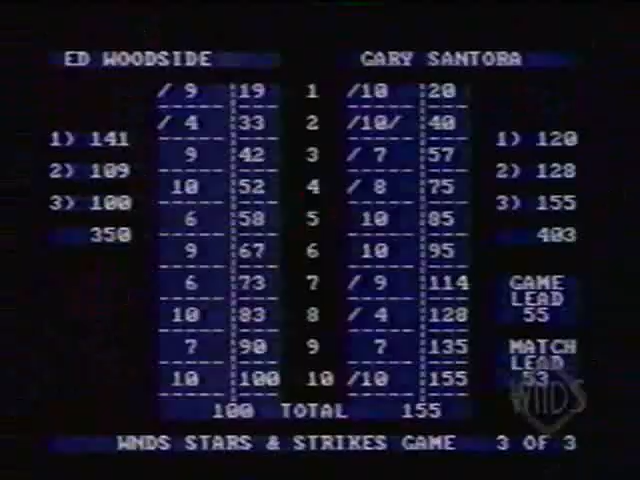 ED WOODSIDE GARY SANTORA
/ 9 19 1 /10 20
/ 4 33 2 /10/ 40
1) 141 1) 120
9 42 3 / 7 57
2) 109 2) 128
10 52 4 / 8 75
3) 100 3) 155
6 58 5 10 85
350 403
9 67 6 10 95
6 73 7 / 9 114 GAME
LEAD
10 83 8 / 4 128 55
7 90 9 7 135 MATCH
LEAD
10 100 10 /10 155 53
WNDS
100 TOTAL 155
WNDS STARS & STRIKES GAME 3 OF 3